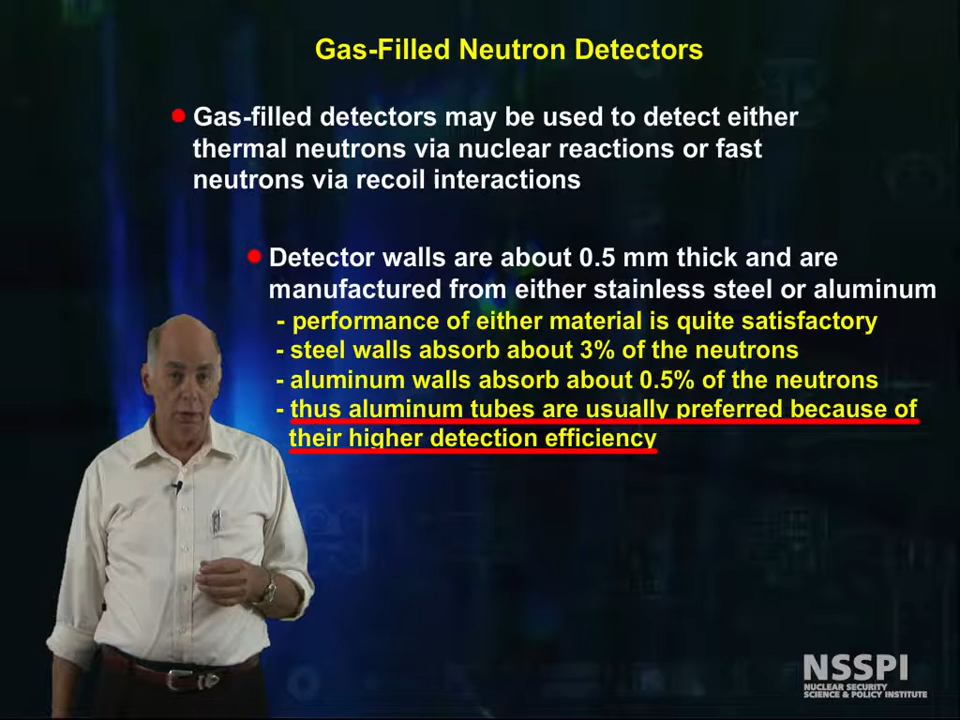 Gas-Filled Neutron Detectors
Gas-filled detectors may be used to detect either
thermal neutrons via nuclear reactions or fast
neutrons via recoil interactions
Detector walls are about 0.5 mm thick and are
manufactured from either stainless steel or aluminum
- performance of either material is quite satisfactory
- steel walls absorb about 3% of the neutrons
- aluminum walls absorb about 0.5% of the neutrons
- thus aluminum tubes are usually preferred because of
their higher detection efficiency
NSSPI
NUCLEAR SECURITY
SCIENCE & POLICY INSTITUTE